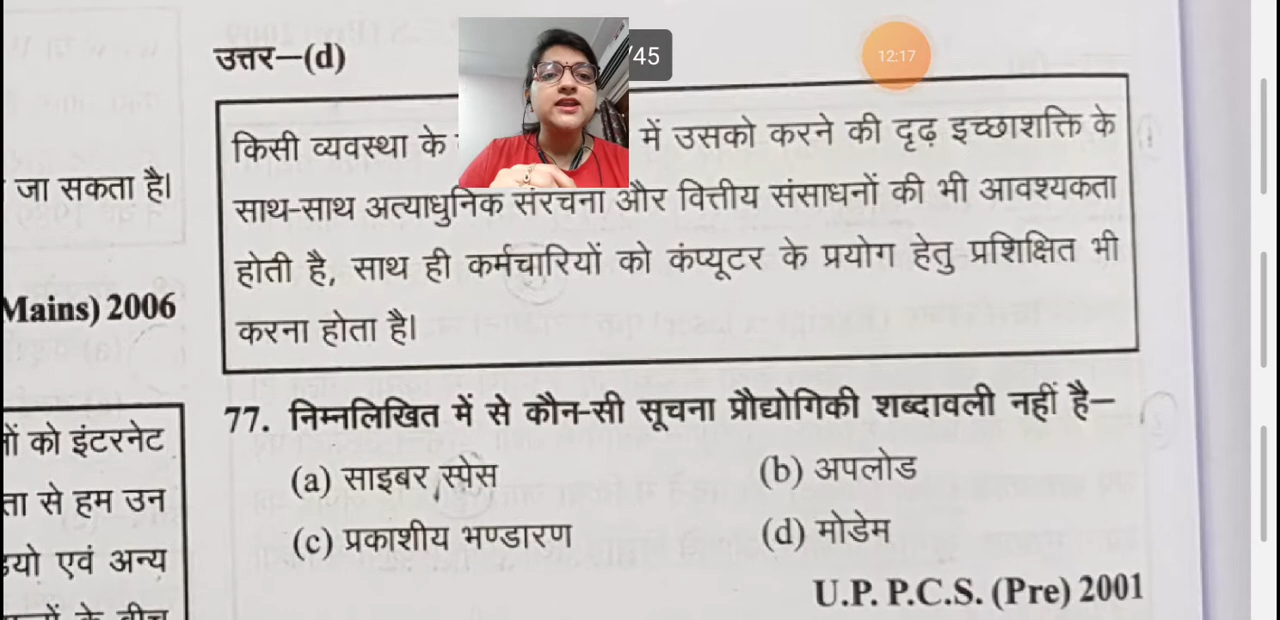 उत्तर–(d)
/45
12:17
किसी व्यवस्था के में उसको करने की दृढ़ इच्छाशक्ति के
साथ-साथ अत्याधुनिक संरचना और वित्तीय संसाधनों की भी आवश्यकता
होती है, साथ ही कर्मचारियों को कंप्यूटर के प्रयोग हेतु प्रशिक्षित भी
करना होता है।
77. निम्नलिखित में से कौन-सी सूचना प्रौद्योगिकी शब्दावली नहीं है–
(a) साइबर स्पेस
(b) अपलोड
(c) प्रकाशीय भण्डारण
(d) मोडेम
U.P. P.C.S. (Pre) 2001
जा सकता है।
Mains) 2006
को इंटरनेट
से हम उन
एवं अन्य
के बीच